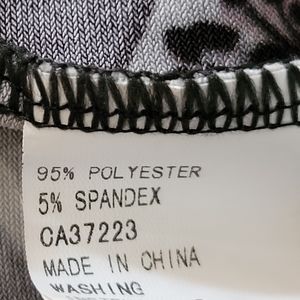 95% POLYESTER
5% SPANDEX
CA37223
MADE IN CHINA
WASHING